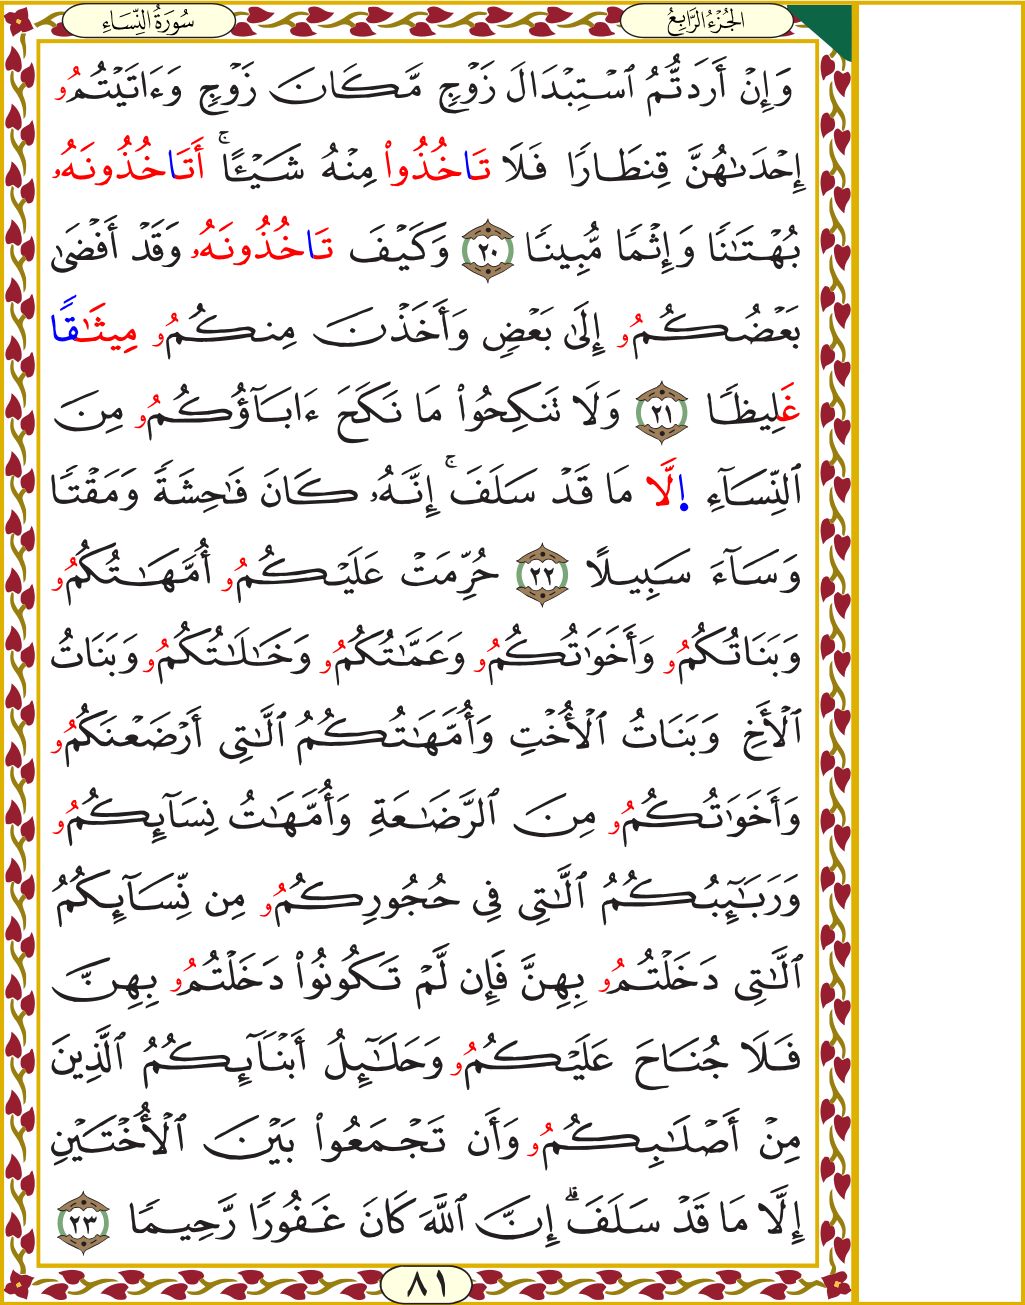 الجُزْءُ الرَّابِعُ
سُورَةُ النِّسَاءِ
وَإِنْ أَرَدتُّمُ ٱسْتِبْدَالَ زَوْجٍ مَّكَانَ زَوْجٍ وَءَاتَيْتُمُۥ
إِحْدَىٰهُنَّ قِنطَارًا فَلَا تَاخُذُوا۟ مِنْهُ شَيْـًٔا ۚ أَتَاخُذُونَهُۥ
بُهْتَـٰنًا وَإِثْمًا مُّبِينًا ٢٠ وَكَيْفَ تَاخُذُونَهُۥ وَقَدْ أَفْضَىٰ
بَعْضُكُمُۥ إِلَىٰ بَعْضٍ وَأَخَذْنَ مِنكُمُۥ مِيثَـٰقًا
غَلِيظًا ٢١ وَلَا تَنكِحُوا۟ مَا نَكَحَ ءَابَآؤُكُمُۥ مِنَ
ٱلنِّسَآءِ اِلَّا مَا قَدْ سَلَفَ ۚ إِنَّهُۥ كَانَ فَـٰحِشَةً وَمَقْتًا
وَسَآءَ سَبِيلًا ٢٢ حُرِّمَتْ عَلَيْكُمُۥ أُمَّهَـٰتُكُمُۥ
وَبَنَاتُكُمُۥ وَأَخَوَٰتُكُمُۥ وَعَمَّـٰتُكُمُۥ وَخَـٰلَـٰتُكُمُۥ وَبَنَاتُ
ٱلْأَخِ وَبَنَاتُ ٱلْأُخْتِ وَأُمَّهَـٰتُكُمُ ٱلَّـٰتِى أَرْضَعْنَكُمُۥ
وَأَخَوَٰتُكُمُۥ مِنَ ٱلرَّضَـٰعَةِ وَأُمَّهَـٰتُ نِسَآئِكُمُۥ
وَرَبَـٰٓئِبُكُمُ ٱلَّـٰتِى فِى حُجُورِكُمُۥ مِن نِّسَآئِكُمُ
ٱلَّـٰتِى دَخَلْتُمُۥ بِهِنَّ فَإِن لَّمْ تَكُونُوا۟ دَخَلْتُمُۥ بِهِنَّ
فَلَا جُنَاحَ عَلَيْكُمُۥ وَحَلَـٰٓئِلُ أَبْنَآئِكُمُ ٱلَّذِينَ
مِنْ أَصْلَـٰبِكُمُۥ وَأَن تَجْمَعُوا۟ بَيْنَ ٱلْأُخْتَيْنِ
إِلَّا مَا قَدْ سَلَفَ ۗ إِنَّ ٱللَّهَ كَانَ غَفُورًا رَّحِيمًا ٢٣
٨١